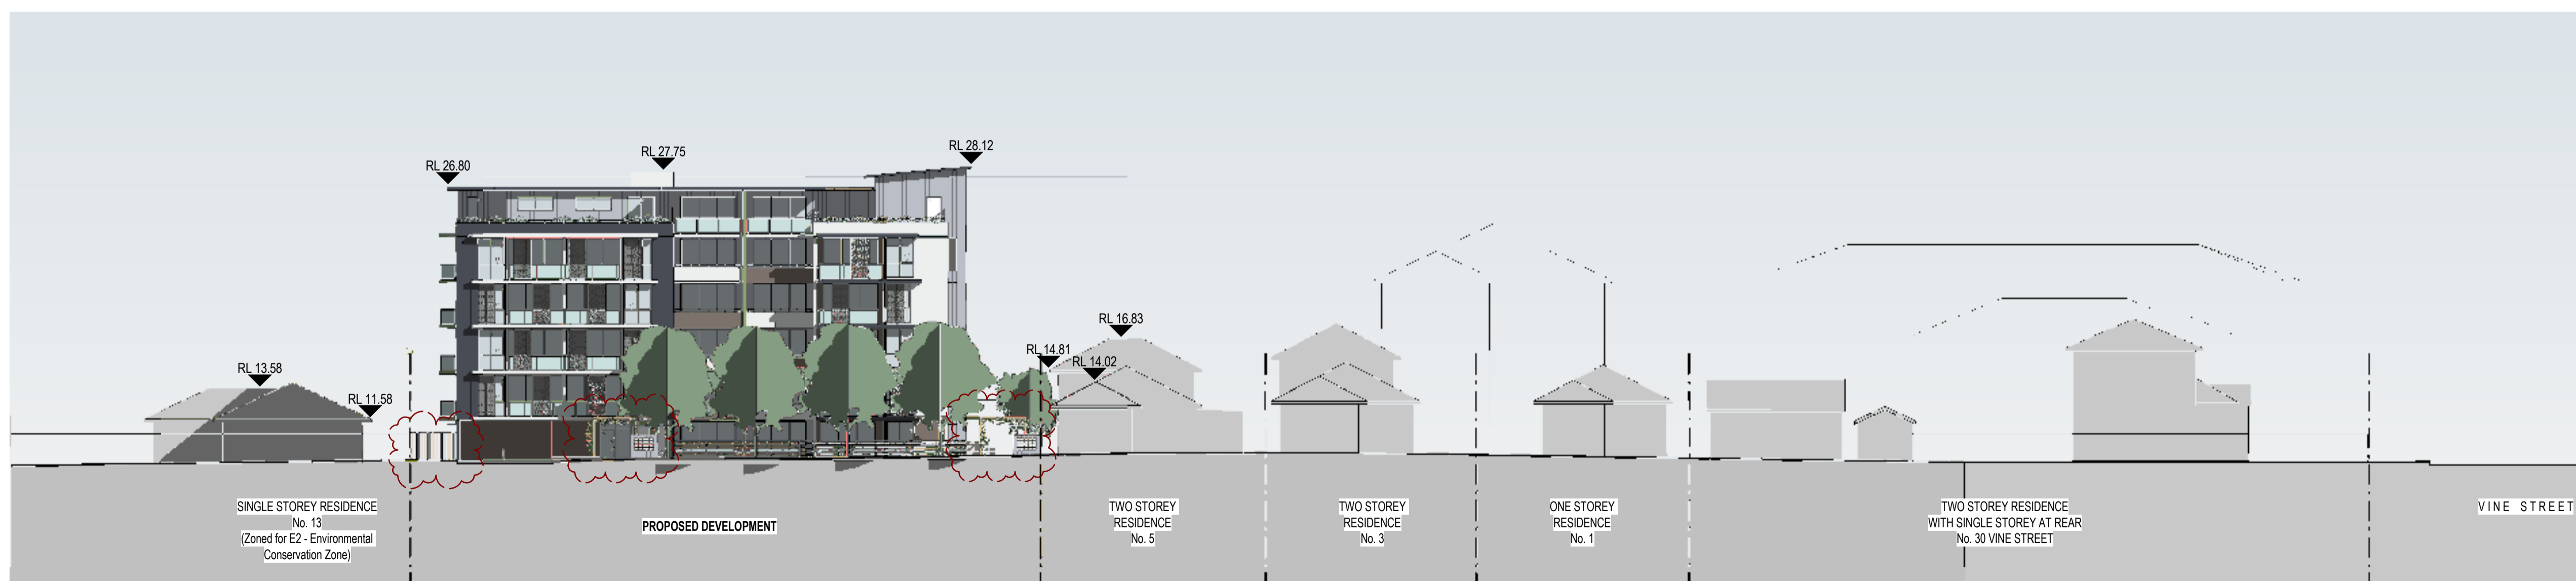 RL 28.12
RL 27.75
RL 26.80
RL 16.83
RL 14.81
RL 14.02
RL 13.58
RL 11.58
SINGLE STOREY RESIDENCE
No. 13
(Zoned for E2 - Environmental
Conservation Zone)
PROPOSED DEVELOPMENT
TWO STOREY
RESIDENCE
No. 5
TWO STOREY
RESIDENCE
No. 3
ONE STOREY
RESIDENCE
No. 1
TWO STOREY RESIDENCE
WITH SINGLE STOREY AT REAR
No. 30 VINE STREET
VINE STREET